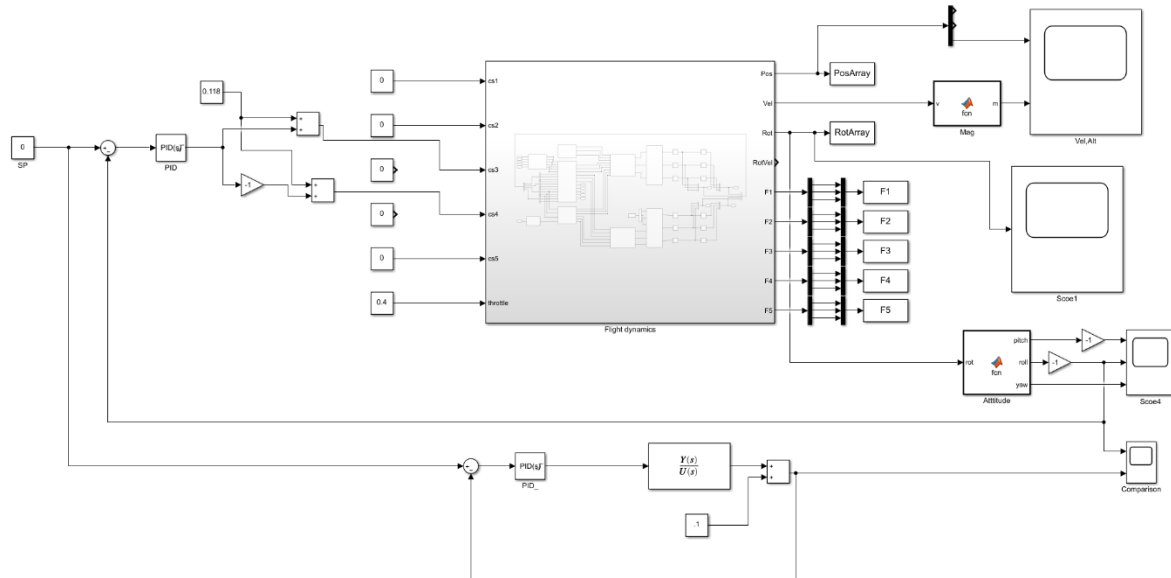 0
SP
0.118
PID(s)
PID
-1
+
+
+
+
0
0
0
0
0
0.4
cs1
cs2
cs3
cs4
cs5
throttle
Flight dynamics
Pos
Vel
Rot
RotVel
F1
F2
F3
F4
F5
PosArray
RotArray
F1
F2
F3
F4
F5
v
fcn
m
Mag
Vel,Alt
Scoe1
rot
fcn
pitch
roll
yaw
Atttitude
-1
-1
Scoe4
PID(s)
PID_
Y(s)
U(s)
+
+
.1
Comparison